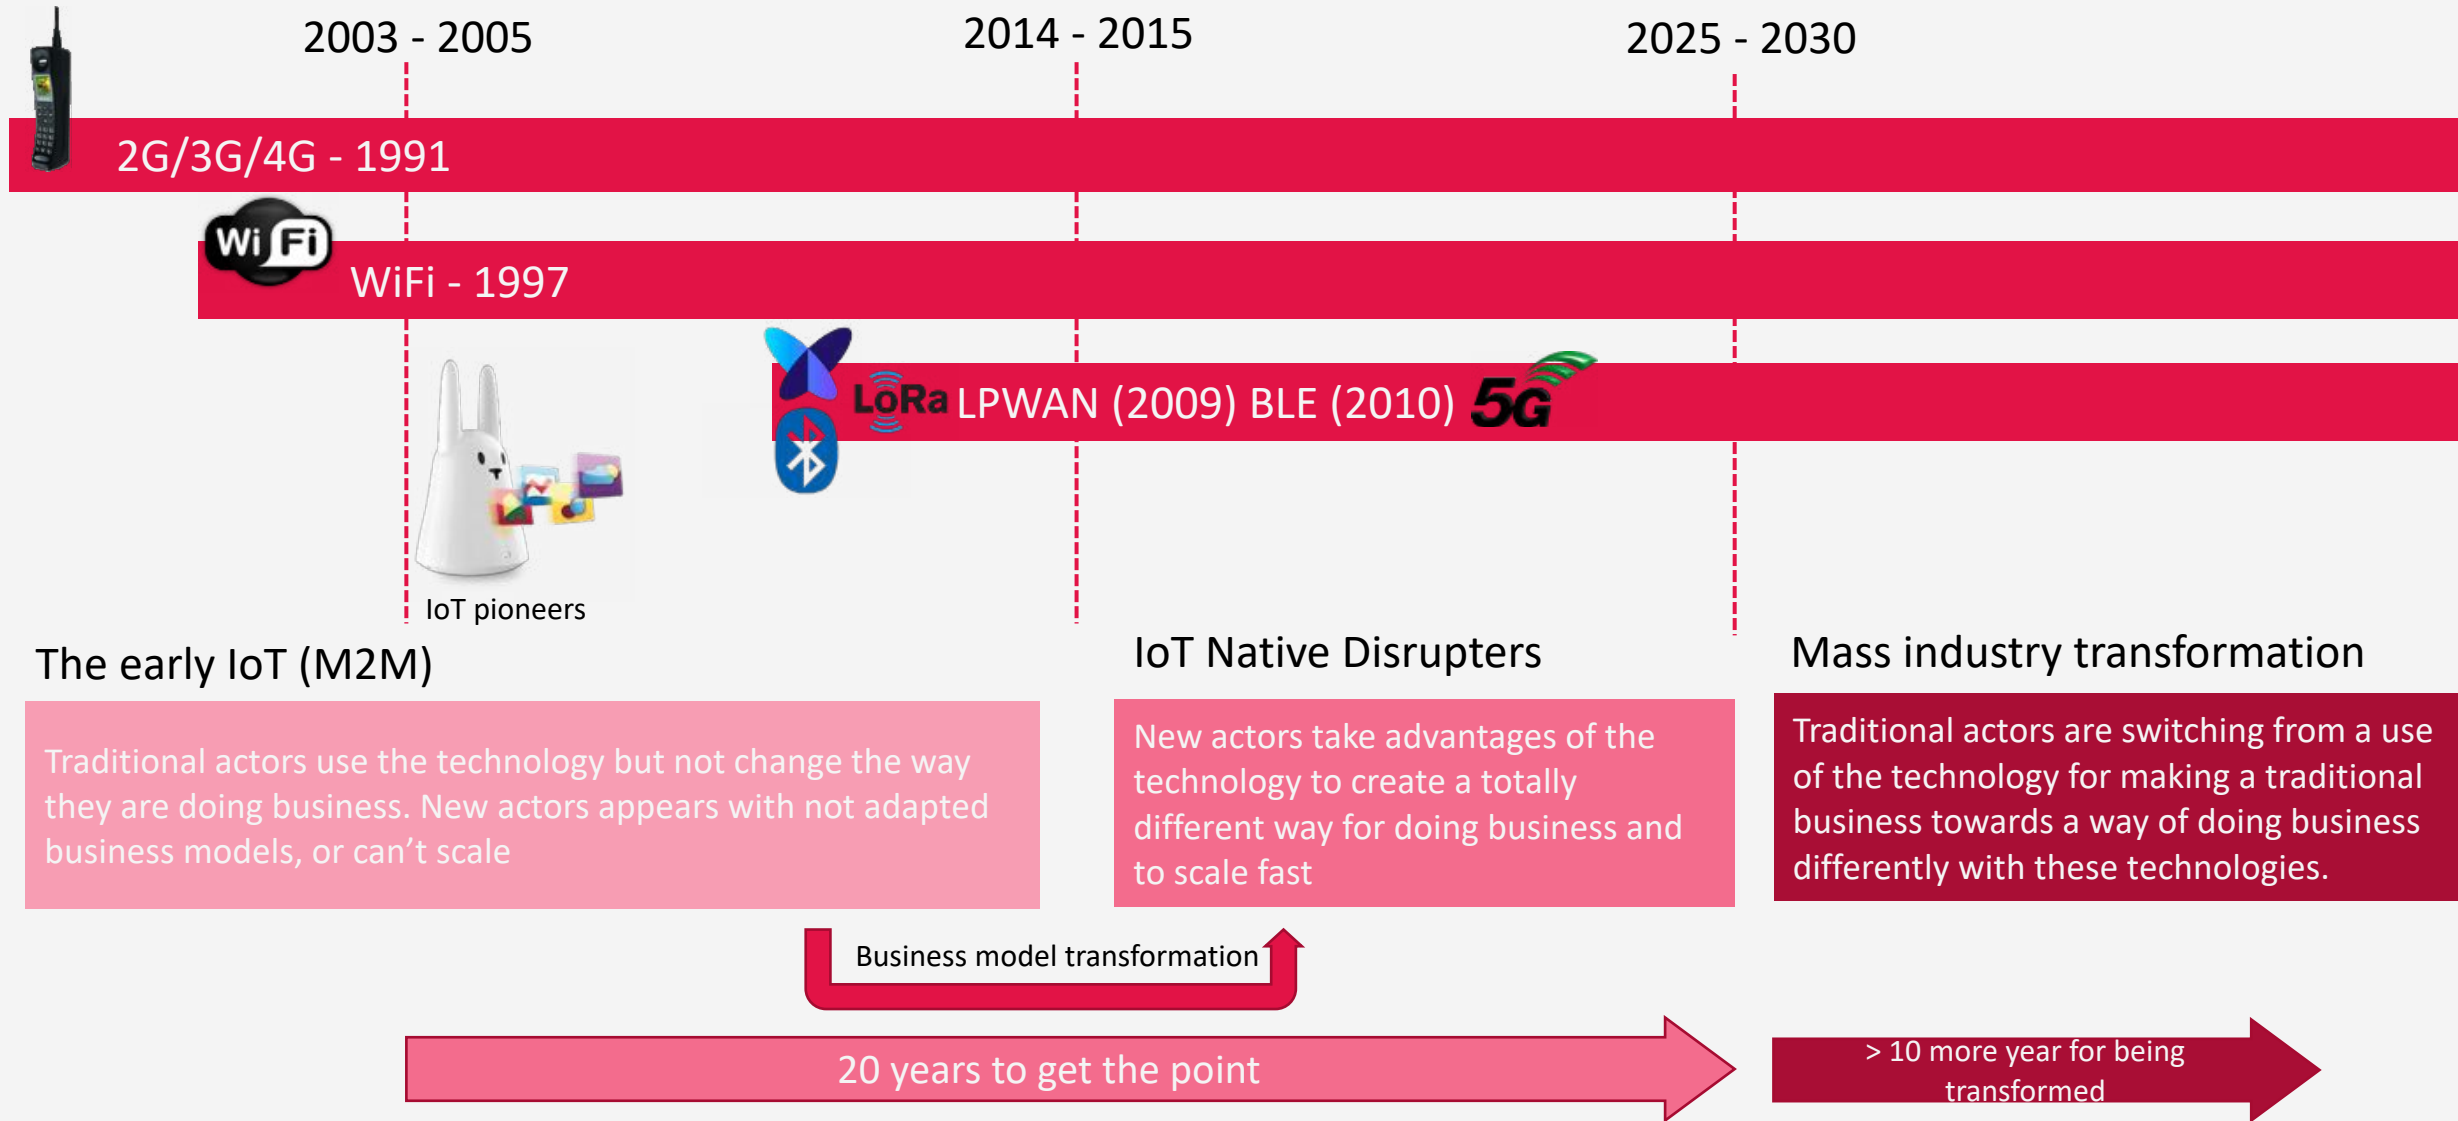 2003 - 2005
2014 - 2015
2025 - 2030
2G/3G/4G - 1991
Wi Fi
WiFi - 1997
LoRa LPWAN (2009) BLE (2010) 5G
IoT pioneers
The early IoT (M2M)
Traditional actors use the technology but not change the way
they are doing business. New actors appears with not adapted
business models, or can’t scale
IoT Native Disrupters
New actors take advantages of the
technology to create a totally
different way for doing business and
to scale fast
Mass industry transformation
Traditional actors are switching from a use
of the technology for making a traditional
business towards a way of doing business
differently with these technologies.
Business model transformation
20 years to get the point
> 10 more year for being
transformed